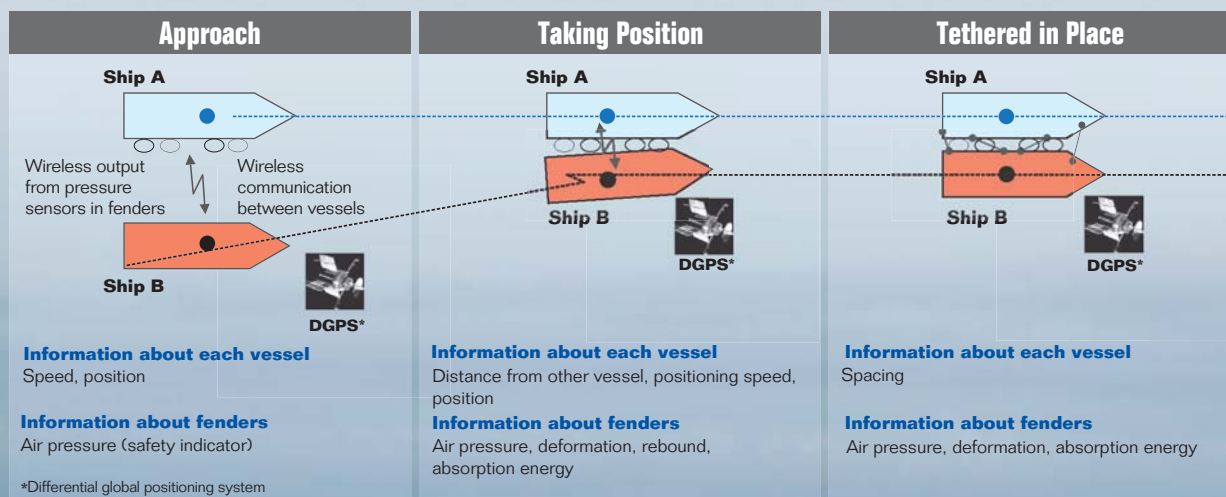 Approach
Ship A
Wireless output
from pressure
sensors in fenders
Wireless
communication
between vessels
Ship B
DGPS*
Information about each vessel
Speed, position
Information about fenders
Air pressure (safety indicator)
*Differential global positioning system
Taking Position
Ship A
Ship B
DGPS*
Information about each vessel
Distance from other vessel, positioning speed,
position
Information about fenders
Air pressure, deformation, rebound,
absorption energy
Tethered in Place
Ship A
Ship B
DGPS*
Information about each vessel
Spacing
Information about fenders
Air pressure, deformation, absorption energy